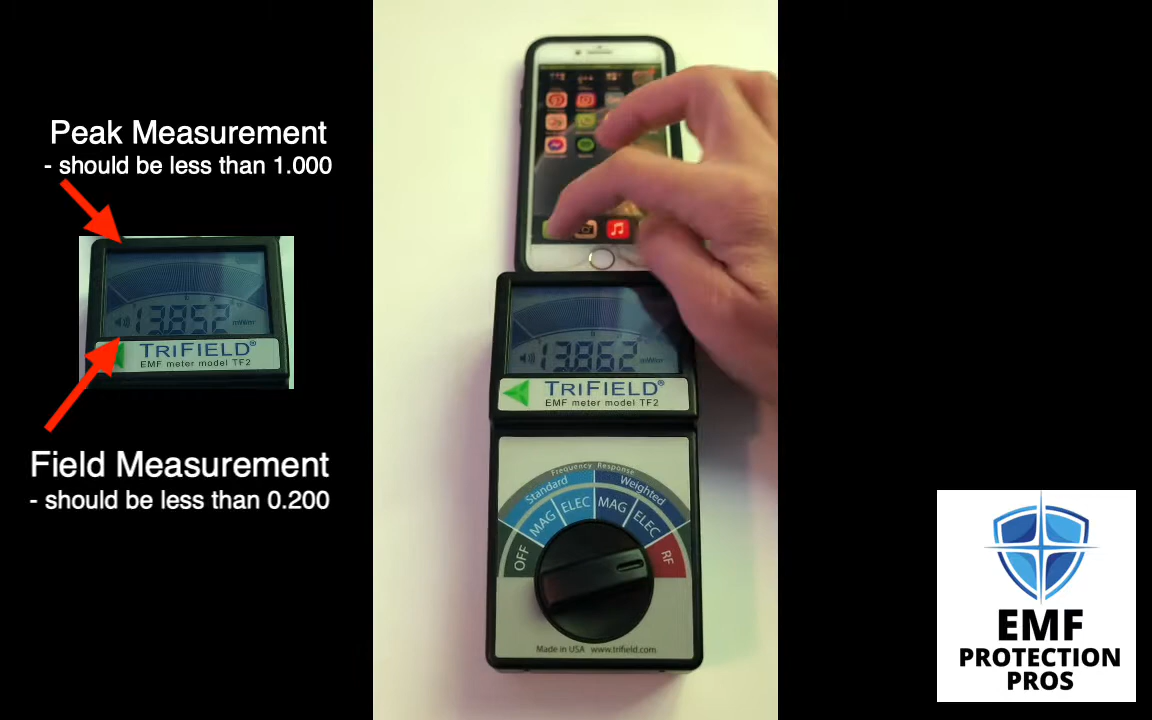 Peak Measurement
- should be less than 1.000
13.852 mW/m²
TRIFIELD®
EMF meter model TF2
Field Measurement
- should be less than 0.200
13.862
TRIFIELD®
EMF meter model TF2
Frequency Response
Standard
Weighted
OFF
MAG
ELEC
MAG
ELEC
RF
Made in USA www.trifield.com
EMF
PROTECTION
PROS